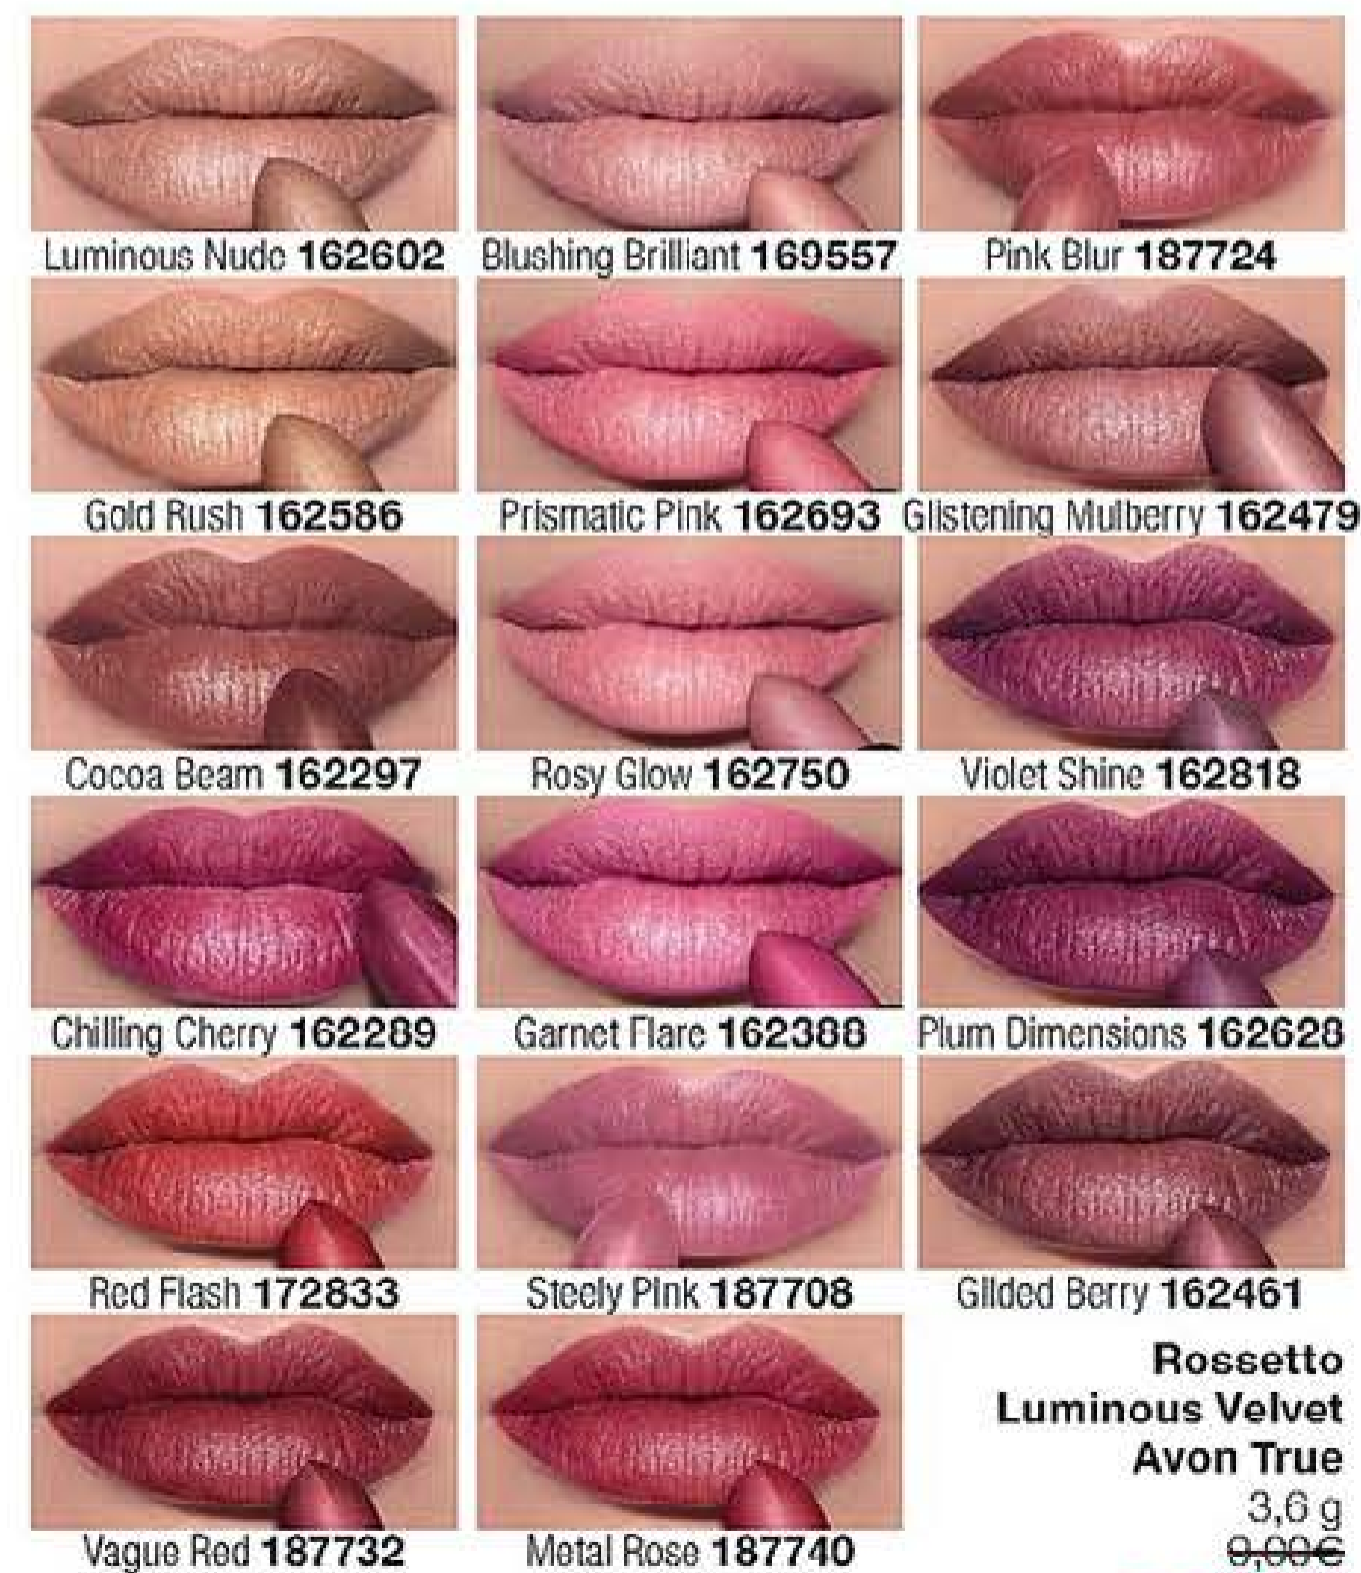 Luminous Nude 162602
Blushing Brilliant 169557
Pink Blur 187724
Gold Rush 162586
Prismatic Pink 162693
Glistening Mulberry 162479
Cocoa Beam 162297
Rosy Glow 162750
Violet Shine 162818
Chilling Cherry 162289
Garnet Flare 162388
Plum Dimensions 162628
Red Flash 172833
Steely Pink 187708
Gilded Berry 162461
Vague Red 187732
Metal Rose 187740
Rossetto
Luminous Velvet
Avon True
3,6 g
9,00€